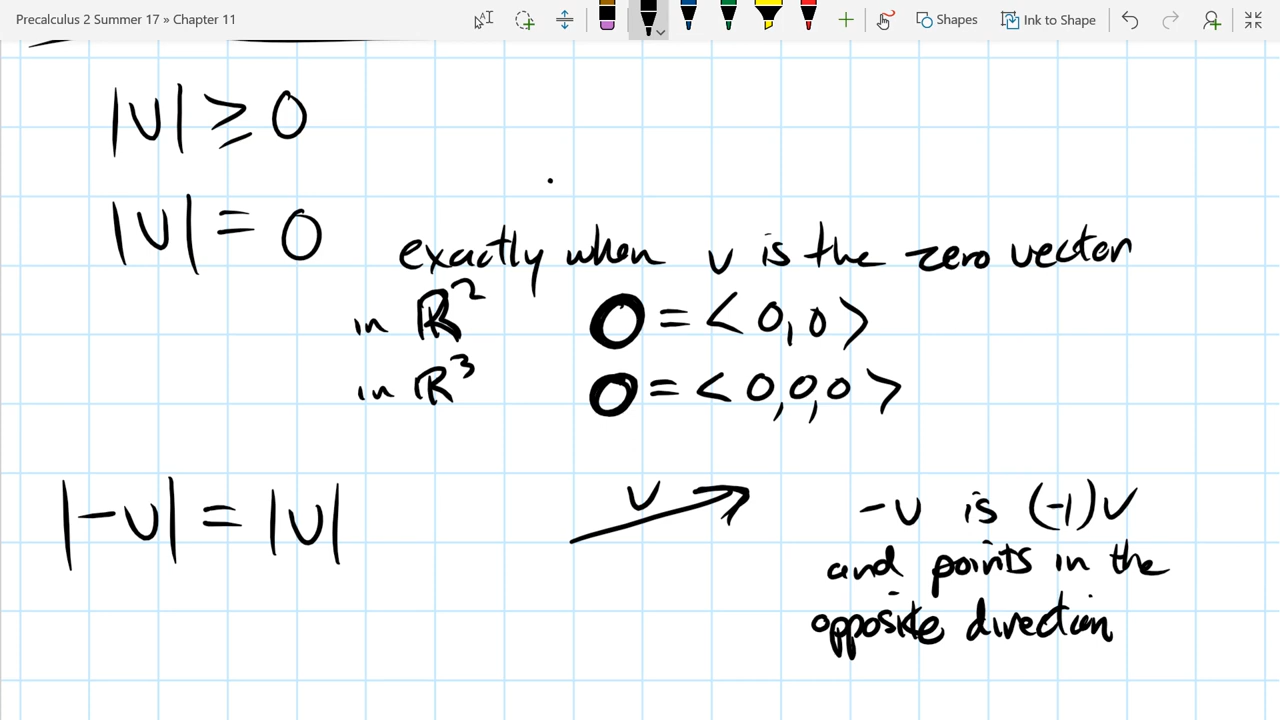 Precalculus 2 Summer 17 » Chapter 11
Shapes
Ink to Shape
|v| ≥ 0
|v| = 0
exactly when v is the zero vector
in ℝ² 0 = < 0, 0 >
in ℝ³ 0 = < 0, 0, 0 >
|-v| = |v|
v
-v is (-1)v
and points in the
opposite direction